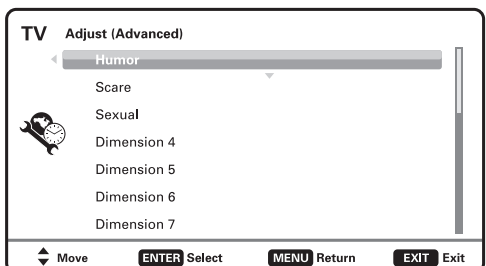 TV Adjust (Advanced)
Humor
Scare
Sexual
Dimension 4
Dimension 5
Dimension 6
Dimension 7
Move ENTER Select MENU Return EXIT Exit